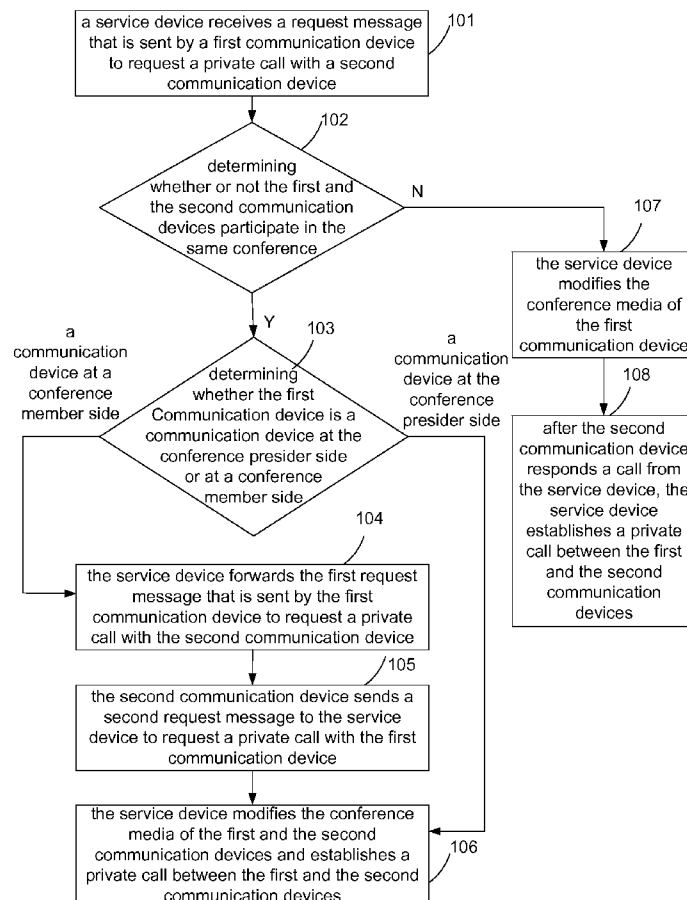 a service device receives a request message
that is sent by a first communication device
to request a private call with a second
communication device
101
102
determining
whether or not the first and
the second communication
devices participate in the
same conference
N
Y
107
the service device
modifies the
conference media of
the first
communication device
108
after the second
communication device
responds a call from
the service device, the
service device
establishes a private
call between the first
and the second
communication
devices
a
communication
device at a
conference
member side
103
determining
whether the first
Communication device is a
communication device at the
conference presider side
or at a conference
member side
a
communication
device at the
conference
presider side
104
the service device forwards the first request
message that is sent by the first
communication device to request a private
call with the second communication device
105
the second communication device sends a
second request message to the service
device to request a private call with the first
communication device
the service device modifies the conference
media of the first and the second
communication devices and establishes a
private call between the first and the second
communication devices
106